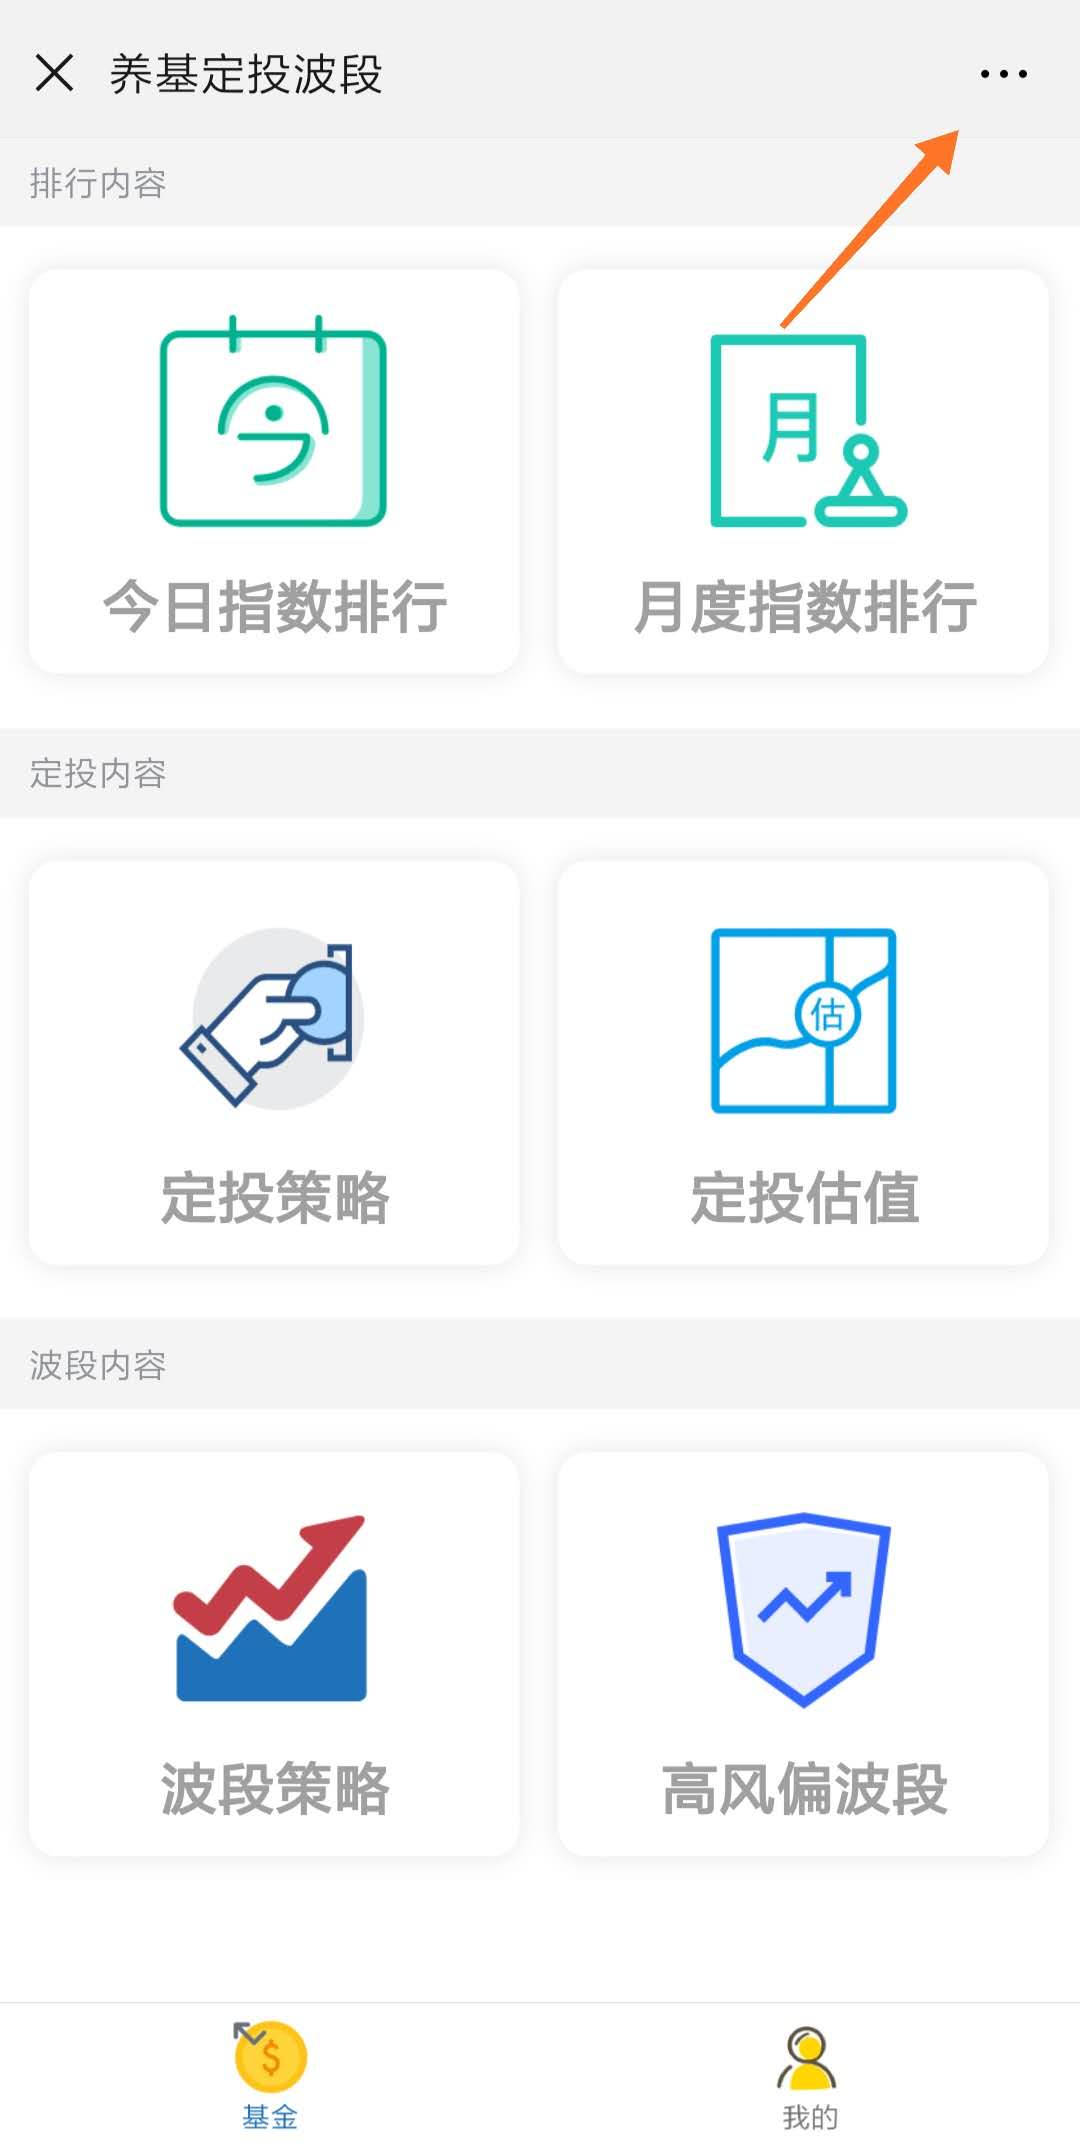 养基定投波段
排行内容
今
月
今日指数排行
月度指数排行
定投内容
估
定投策略
定投估值
波段内容
波段策略
高风偏波段
$
基金
我的